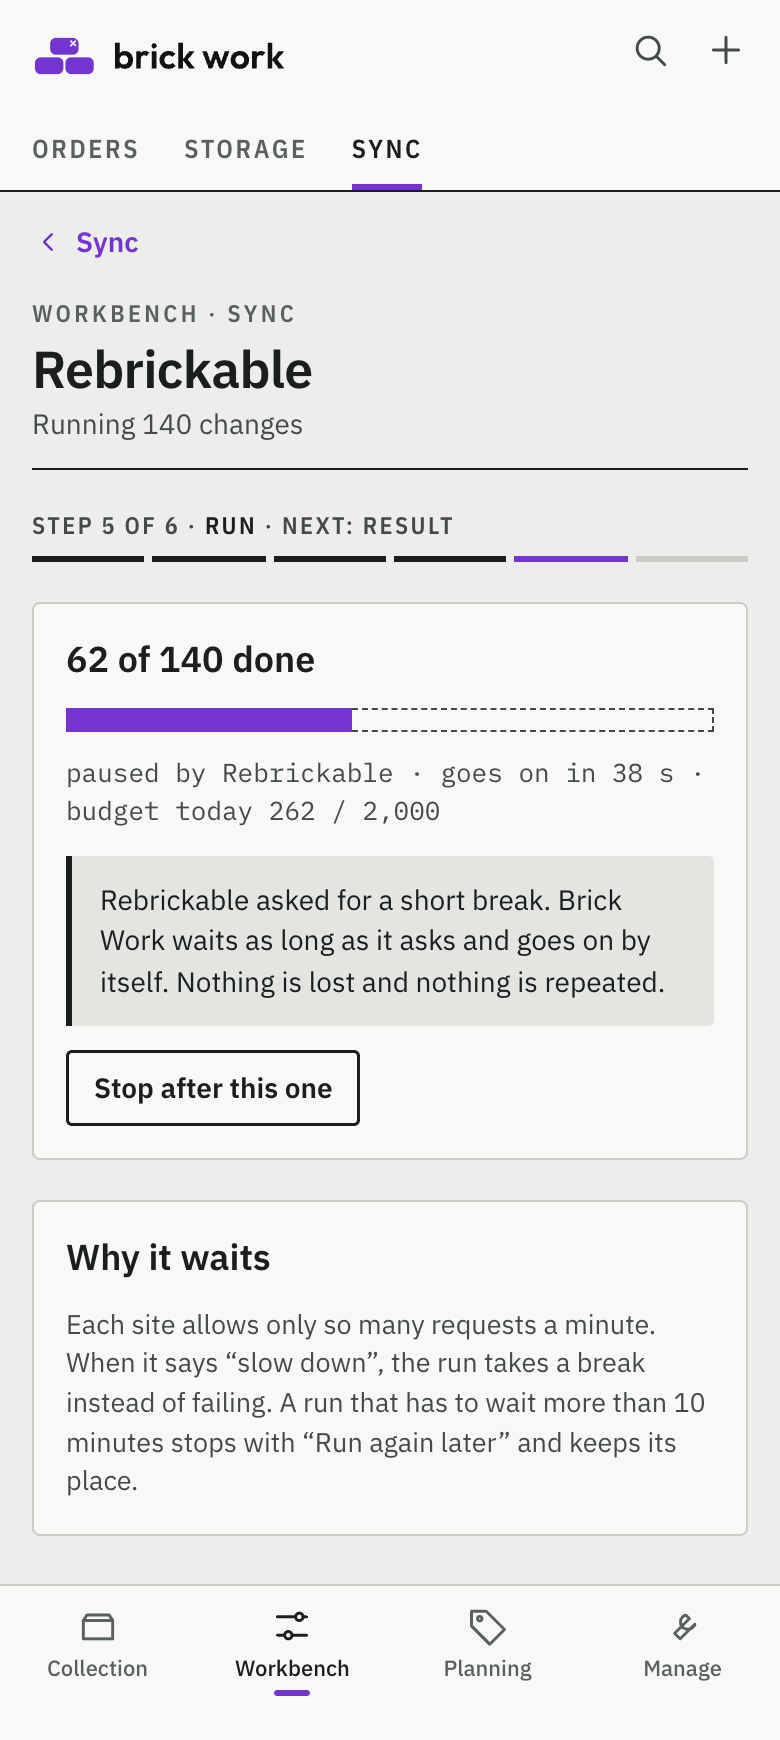 brick work
ORDERS STORAGE SYNC
Sync
WORKBENCH · SYNC
Rebrickable
Running 140 changes
STEP 5 OF 6 · RUN · NEXT: RESULT
62 of 140 done
paused by Rebrickable · goes on in 38 s ·
budget today 262 / 2,000
Rebrickable asked for a short break. Brick
Work waits as long as it asks and goes on by
itself. Nothing is lost and nothing is repeated.
Stop after this one
Why it waits
Each site allows only so many requests a minute.
When it says “slow down”, the run takes a break
instead of failing. A run that has to wait more than 10
minutes stops with “Run again later” and keeps its
place.
Collection Workbench Planning Manage